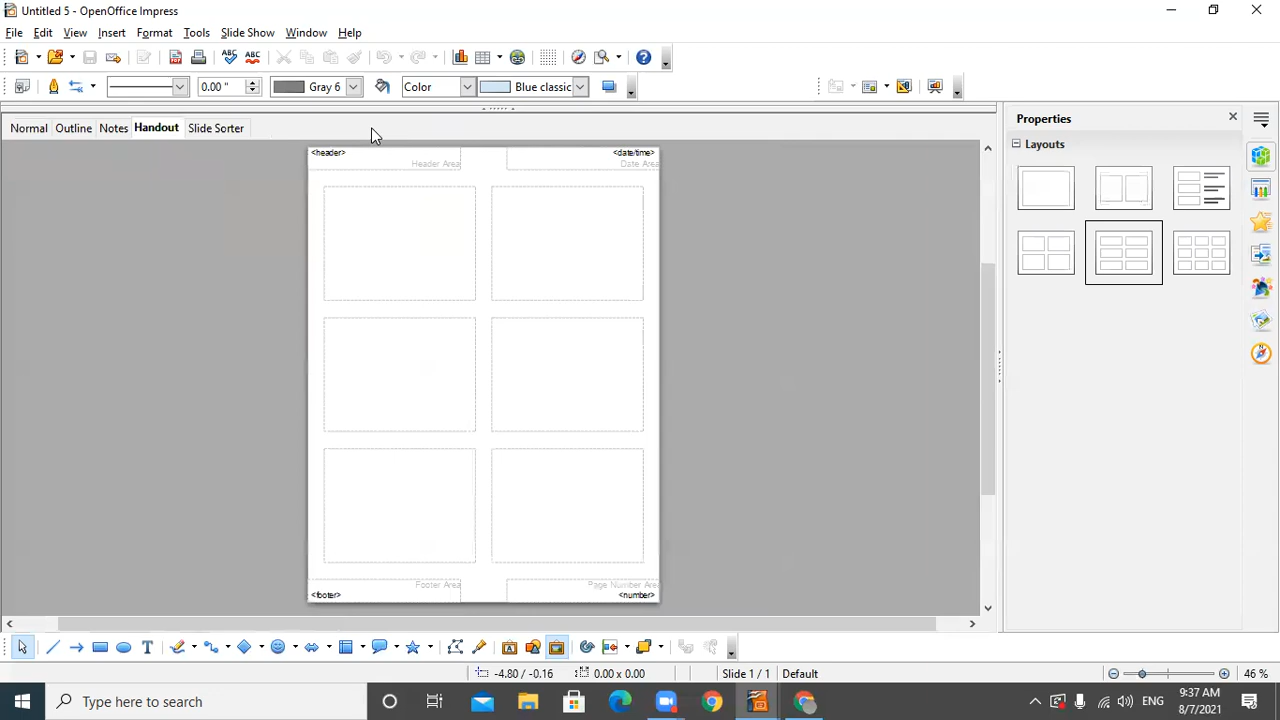 Untitled 5 - OpenOffice Impress
File Edit View Insert Format Tools Slide Show Window Help
0.00 " Gray 6 Color Blue classic
Normal Outline Notes Handout Slide Sorter
Properties
Layouts
<header> <date/time>
Header Area Date Area
Footer Area Page Number Area
<footer> <number>
-4.80 / -0.16 0.00 x 0.00 Slide 1 / 1 Default 46 %
Type here to search
ENG
9:37 AM
8/7/2021